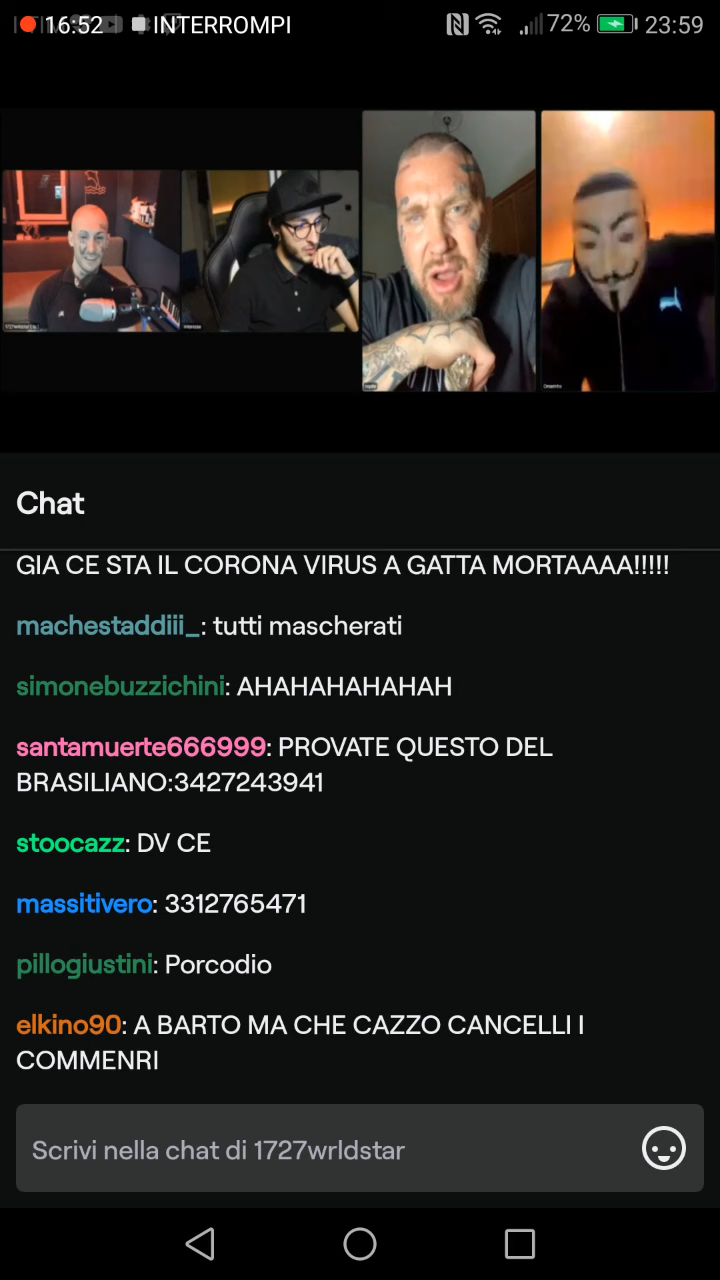 16:52 INTERROMPI 72% 23:59
Chat
GIA CE STA IL CORONA VIRUS A GATTA MORTAAAA!!!!!
machestaddiii_: tutti mascherati
simonebuzzichini: AHAHAHAHAHAH
santamuerte666999: PROVATE QUESTO DEL
BRASILIANO:3427243941
stoocazz: DV CE
massitivero: 3312765471
pillogiustini: Porcodio
elkino90: A BARTO MA CHE CAZZO CANCELLI I
COMMENRI
Scrivi nella chat di 1727wrldstar